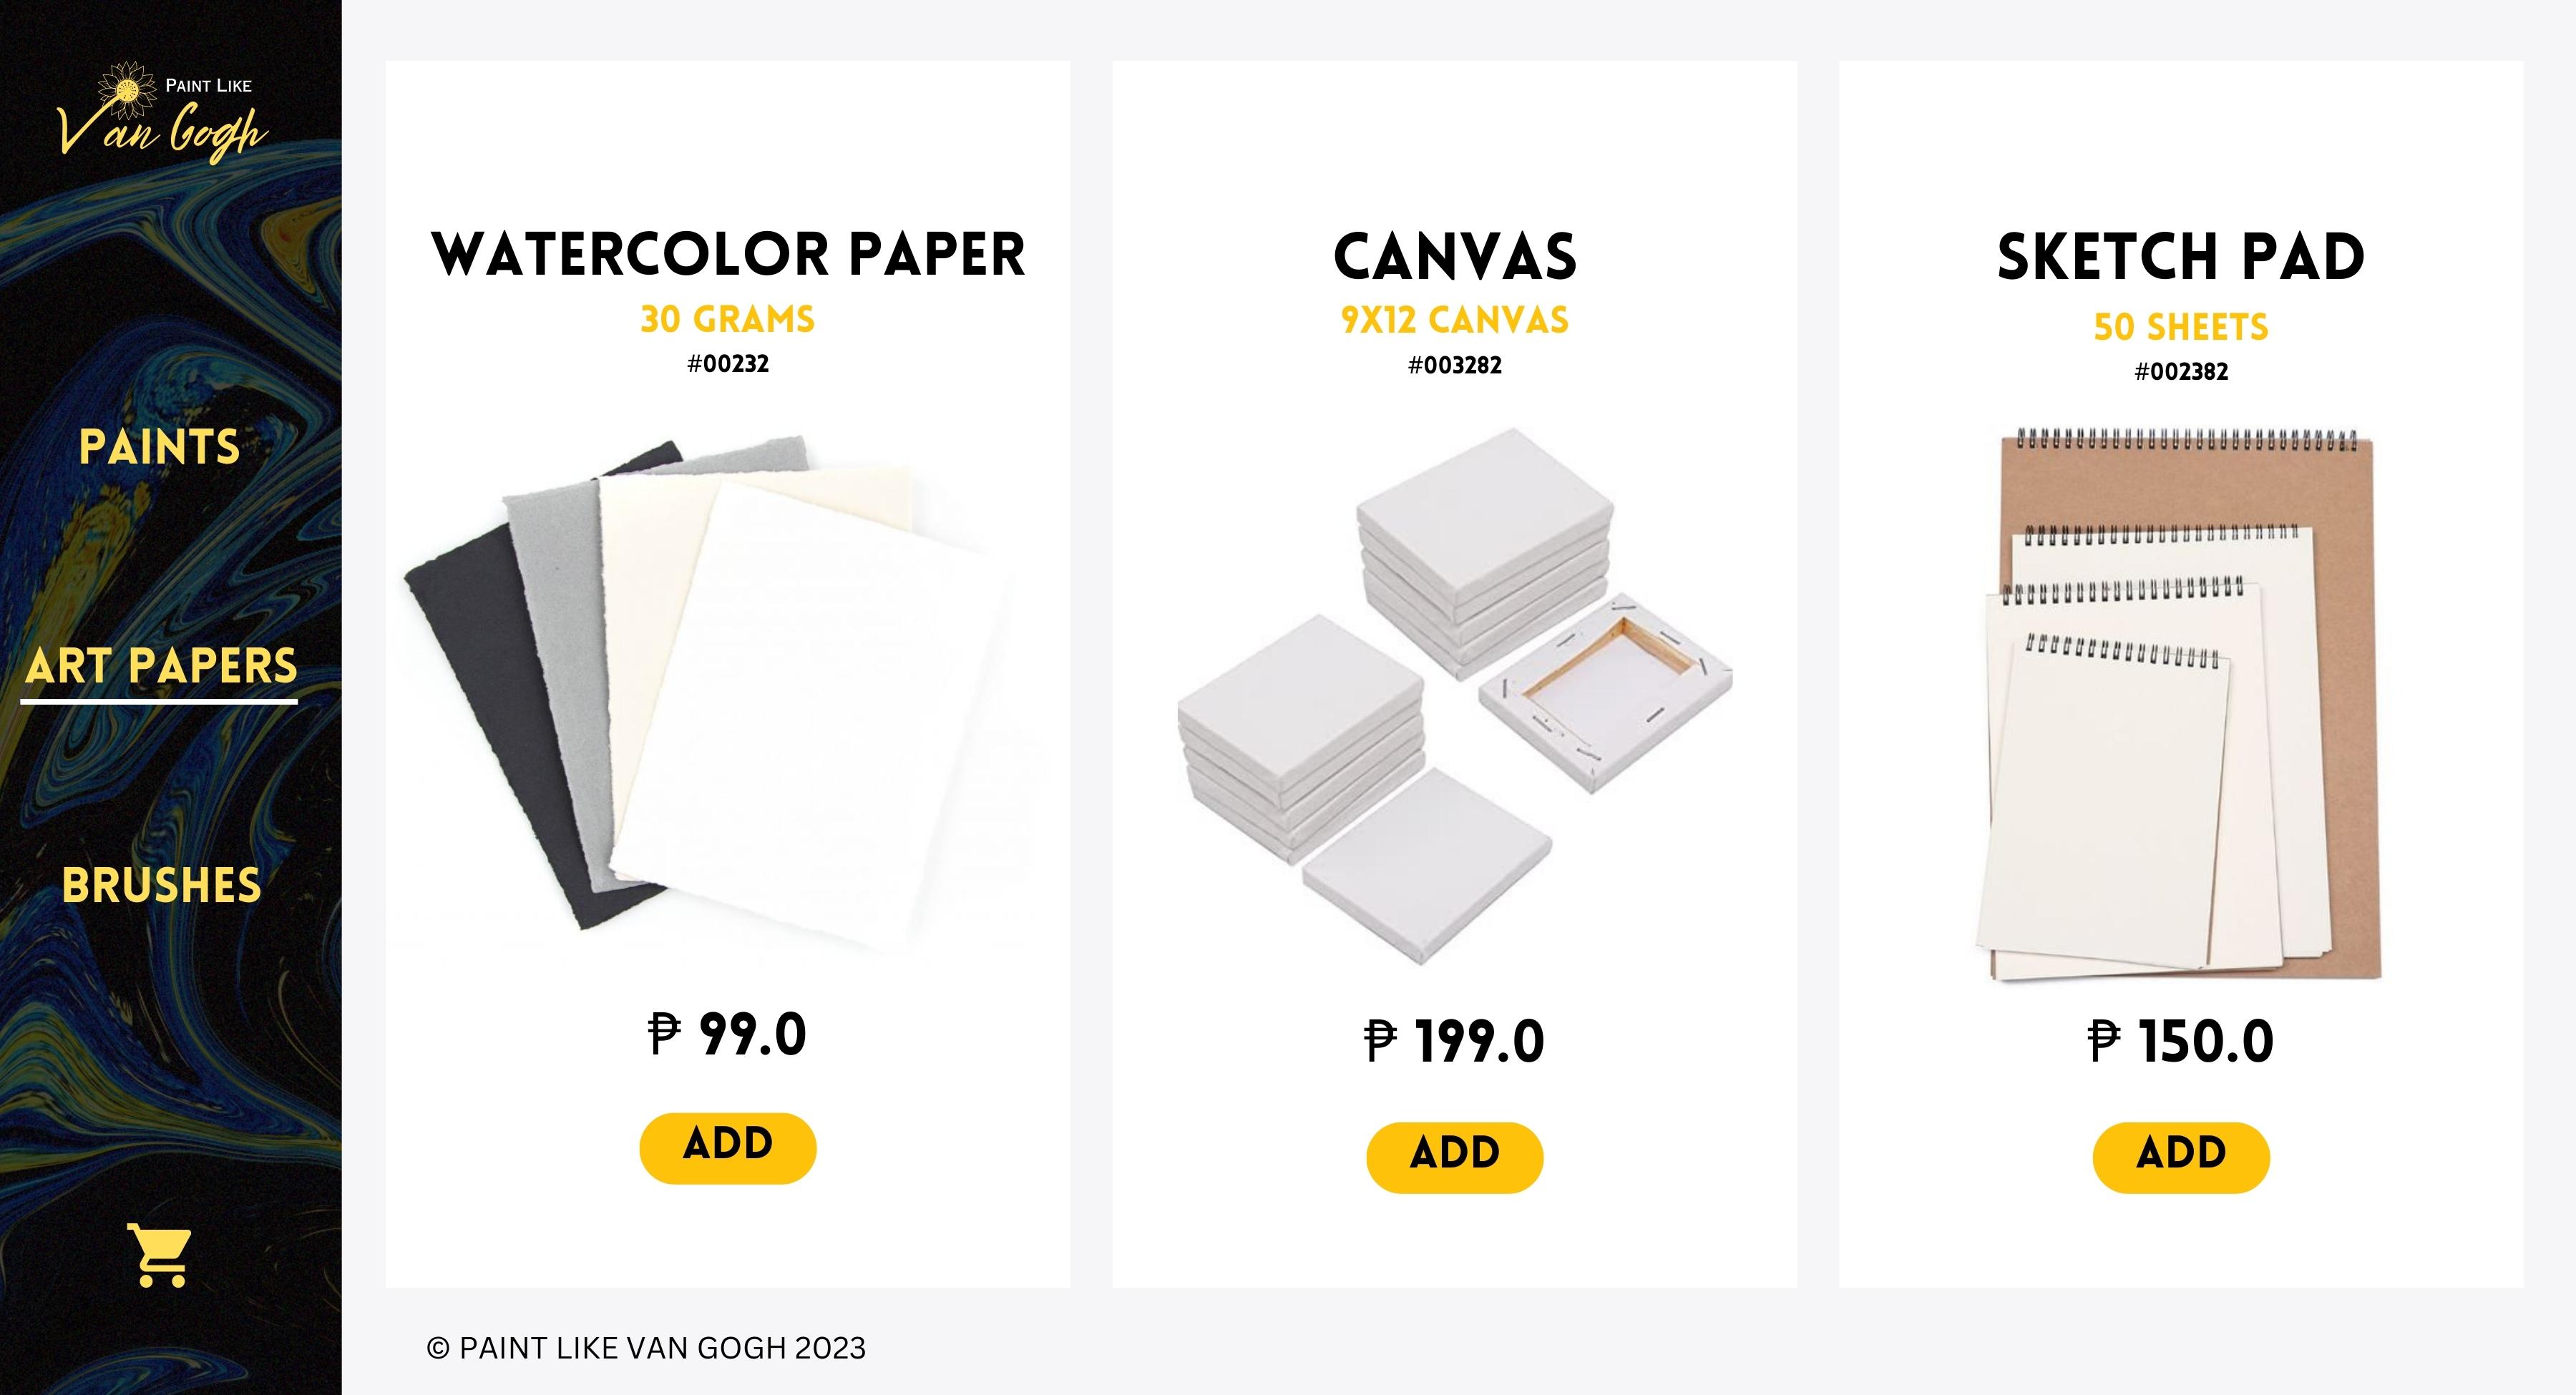 PAINT LIKE
Van Gogh
PAINTS
ART PAPERS
BRUSHES
WATERCOLOR PAPER
30 GRAMS
#00232
₱ 99.0
ADD
CANVAS
9X12 CANVAS
#003282
₱ 199.0
ADD
SKETCH PAD
50 SHEETS
#002382
₱ 150.0
ADD
© PAINT LIKE VAN GOGH 2023